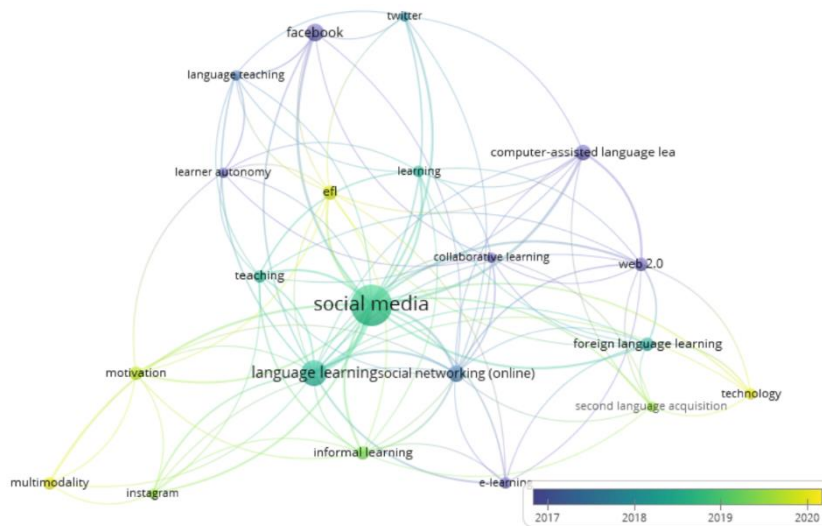 twitter
facebook
language teaching
computer-assisted language lea
learner autonomy
learning
efl
collaborative learning
web 2.0
teaching
social media
foreign language learning
motivation
language learning
social networking (online)
technology
second language acquisition
informal learning
multimodality
instagram
e-learning
2017 2018 2019 2020